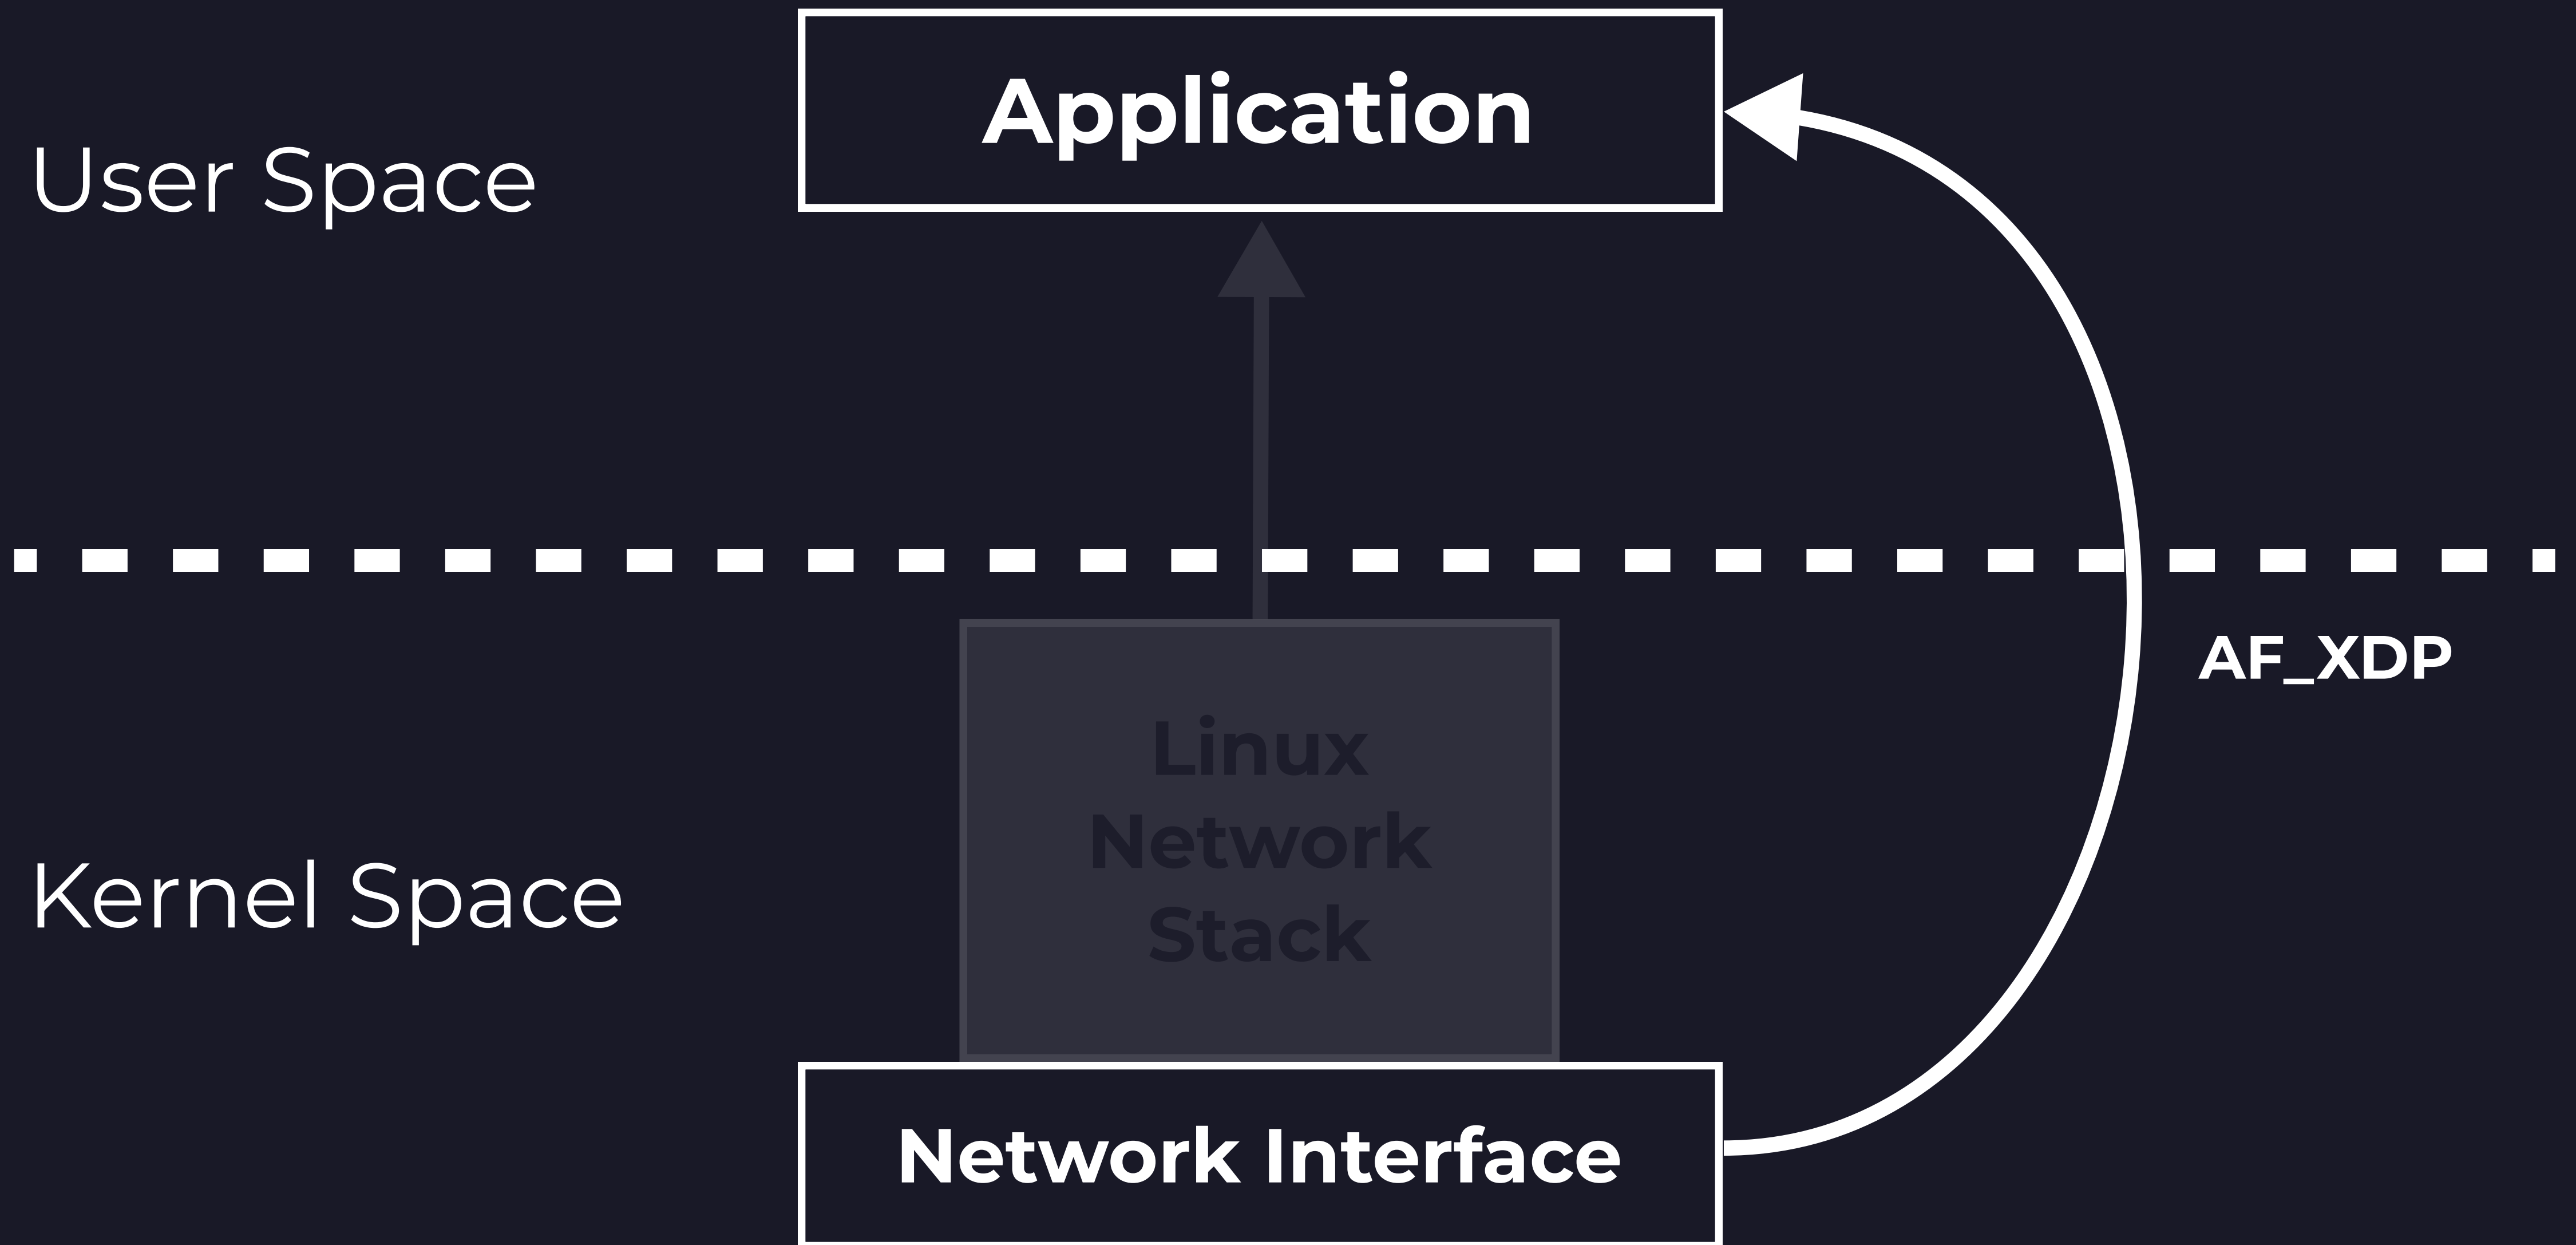 Application
User Space
AF_XDP
Linux
Network
Stack
Kernel Space
Network Interface